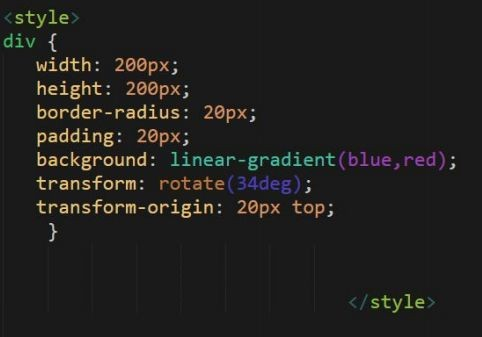 <style>
div {
width: 200px;
height: 200px;
border-radius: 20px;
padding: 20px;
background: linear-gradient(blue,red);
transform: rotate(34deg);
transform-origin: 20px top;
}
</style>